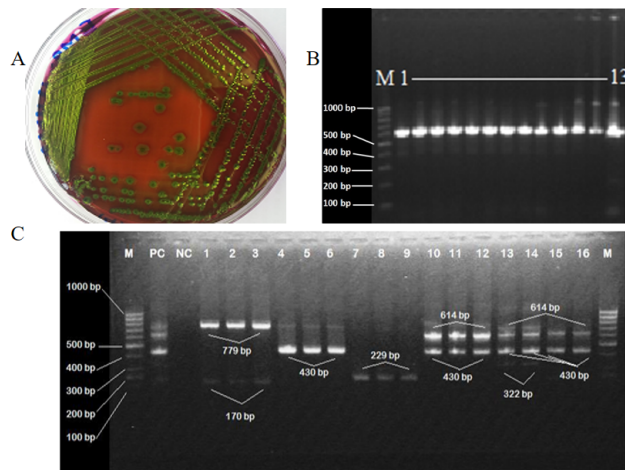 A
B
M 1 13
1000 bp
500 bp
400 bp
300 bp
200 bp
100 bp
C
M PC NC 1 2 3 4 5 6 7 8 9 10 11 12 13 14 15 16 M
1000 bp
614 bp 614 bp
500 bp
779 bp 229 bp
400 bp
430 bp 430 bp 430 bp
300 bp
322 bp
200 bp
170 bp
100 bp